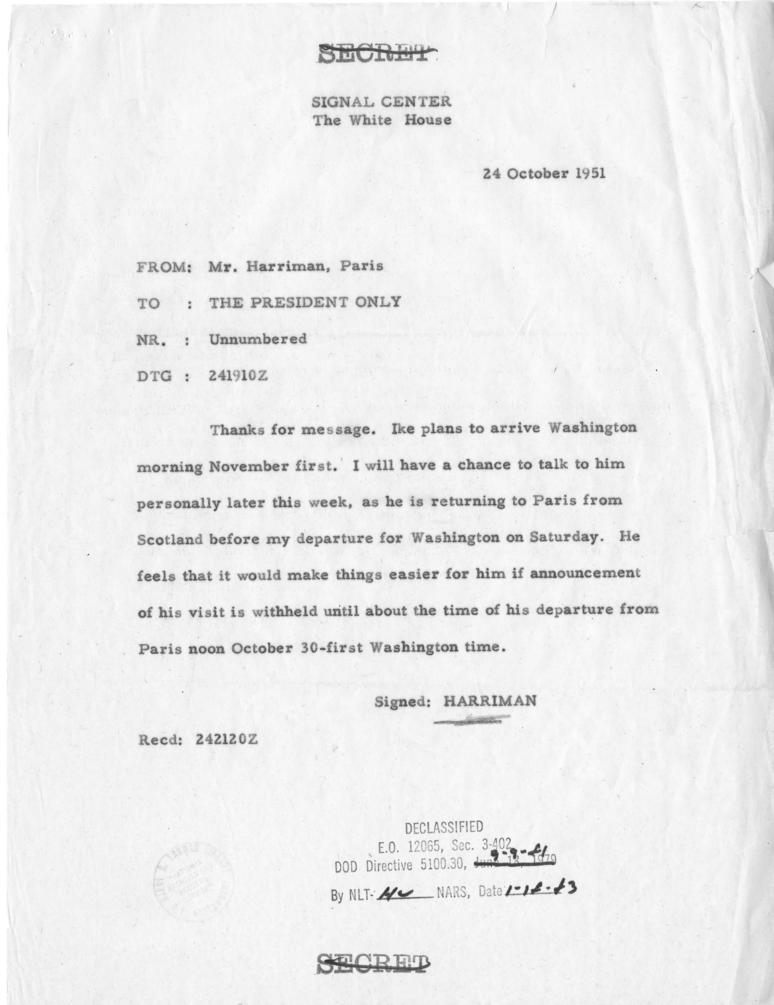 SECRET
SIGNAL CENTER
The White House
24 October 1951
FROM: Mr. Harriman, Paris
TO : THE PRESIDENT ONLY
NR. : Unnumbered
DTG : 241910Z
Thanks for message. Ike plans to arrive Washington
morning November first. I will have a chance to talk to him
personally later this week, as he is returning to Paris from
Scotland before my departure for Washington on Saturday. He
feels that it would make things easier for him if announcement
of his visit is withheld until about the time of his departure from
Paris noon October 30-first Washington time.
Signed: HARRIMAN
Recd: 242120Z
DECLASSIFIED
E.O. 12065, Sec. 3-402
DOD Directive 5100.30, June 18, 1979
By NLT- NARS, Date
SECRET